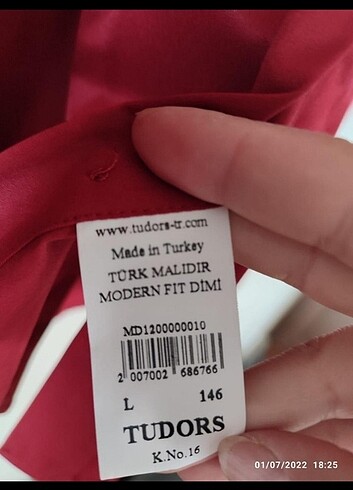 www.tudors-tr.com
Made in Turkey
TÜRK MALIDIR
MODERN FIT DİMİ
MD1200000010
2 007002 686766
L 146
TUDORS
K.No.16
01/07/2022 18:25